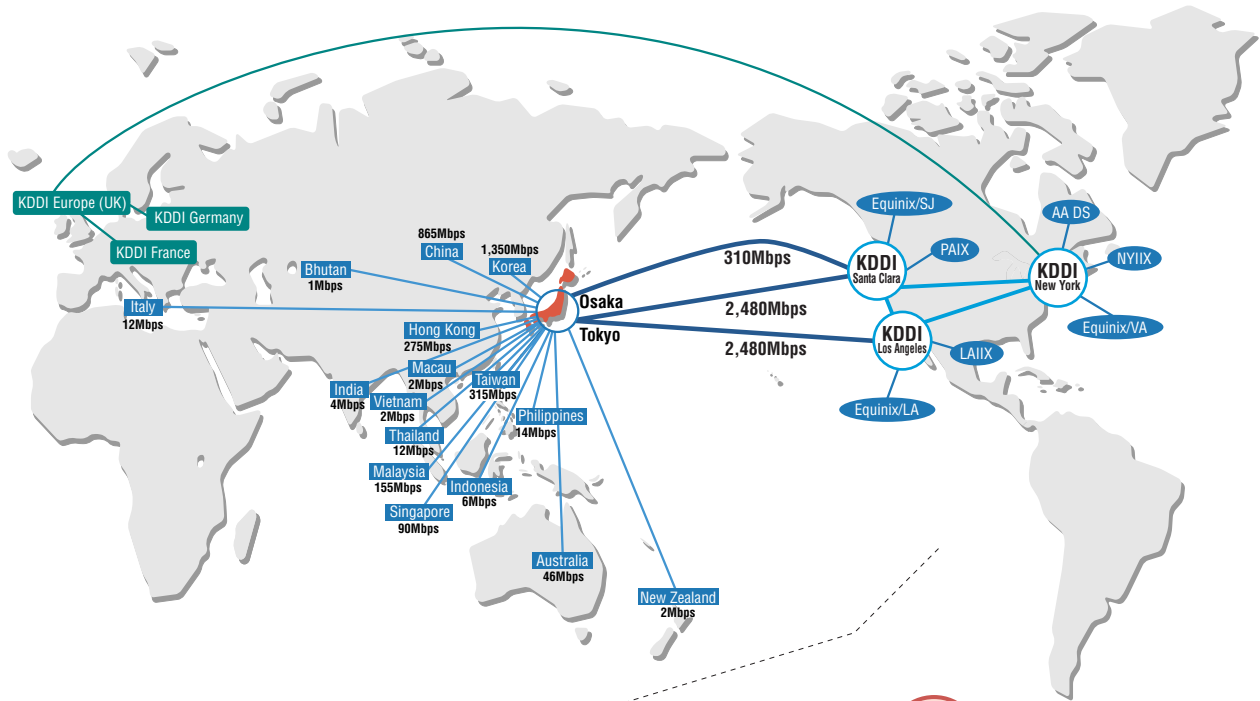 KDDI Europe (UK)
KDDI Germany
KDDI France
865Mbps
China
1,350Mbps
Korea
Bhutan
1Mbps
Italy
12Mbps
Hong Kong
275Mbps
Macau
2Mbps
India
4Mbps
Vietnam
2Mbps
Taiwan
315Mbps
Thailand
12Mbps
Philippines
14Mbps
Malaysia
155Mbps
Indonesia
6Mbps
Singapore
90Mbps
Australia
46Mbps
New Zealand
2Mbps
Osaka
Tokyo
310Mbps
2,480Mbps
2,480Mbps
Equinix/SJ
PAIX
KDDI
Santa Clara
KDDI
Los Angeles
LAIIX
Equinix/LA
AA DS
NYIIX
KDDI
New York
Equinix/VA